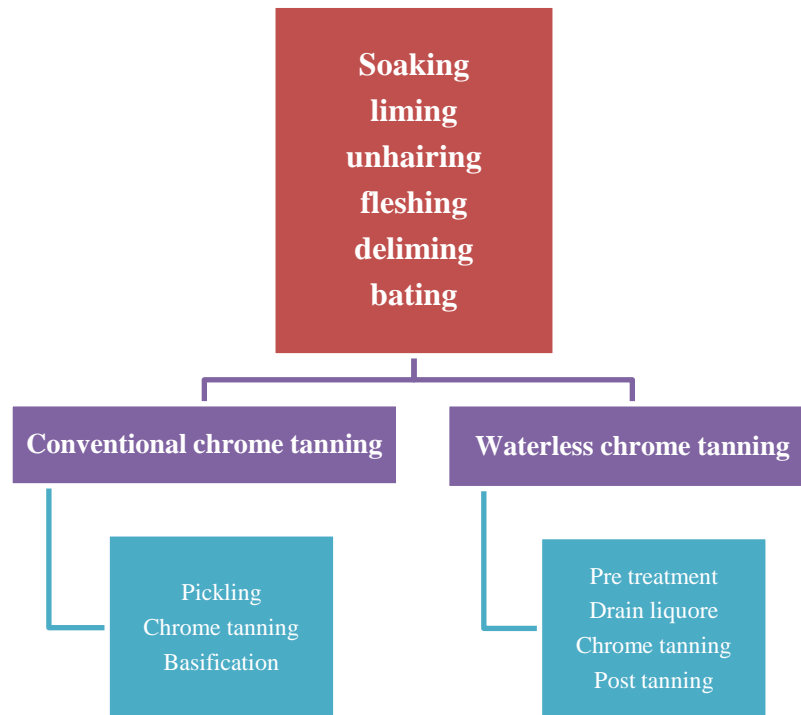 Soaking
liming
unhairing
fleshing
deliming
bating
Conventional chrome tanning
Waterless chrome tanning
Pickling
Chrome tanning
Basification
Pre treatment
Drain liquore
Chrome tanning
Post tanning